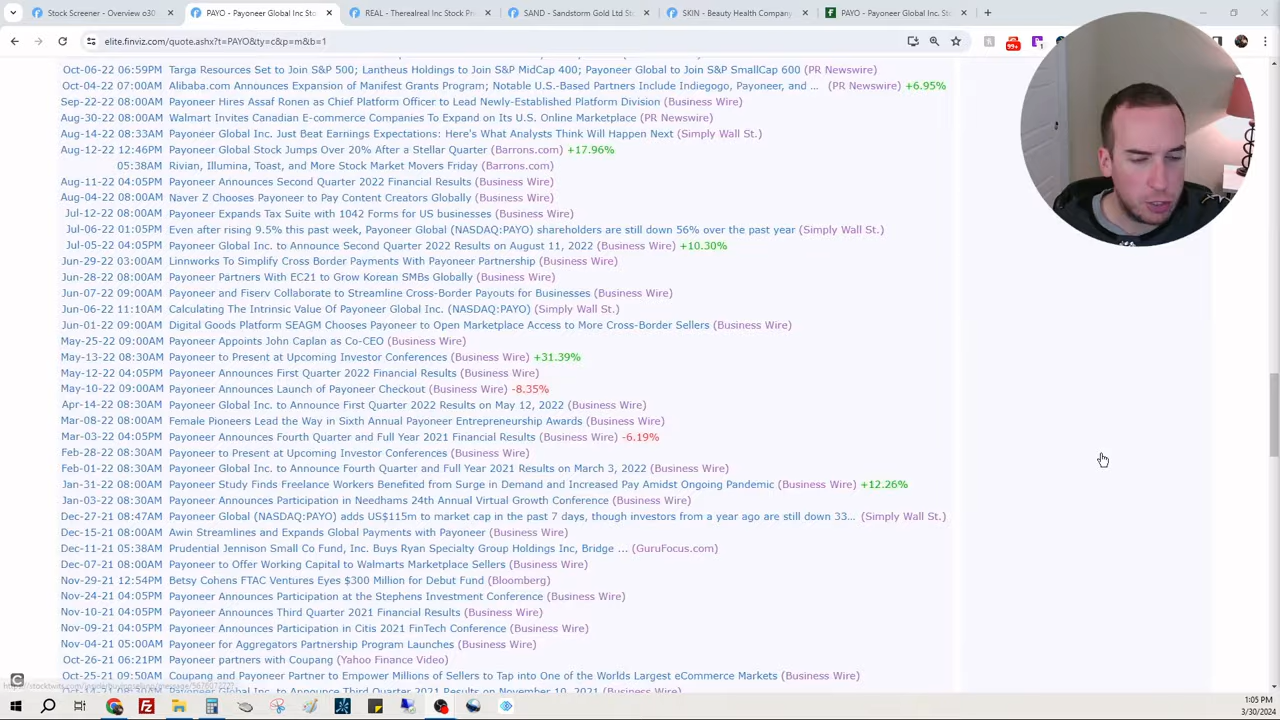 Stock Screener - Overview o30
PAYO - Payoneer Global Inc Sto
REAL - Therealreal Inc Stock Pr
SAND - Sandstorm Gold Ltd St
SKIN - Beauty Health Company
PAYO - Payoneer Global Inc. St
elite.finviz.com/quote.ashx?t=PAYO&ty=c&p=m&b=1
99+
1
Oct-06-22 06:59PM Targa Resources Set to Join S&P 500; Lantheus Holdings to Join S&P MidCap 400; Payoneer Global to Join S&P SmallCap 600 (PR Newswire)
Oct-04-22 07:00AM Alibaba.com Announces Expansion of Manifest Grants Program; Notable U.S.-Based Partners Include Indiegogo, Payoneer, and ... (PR Newswire) +6.95%
Sep-22-22 08:00AM Payoneer Hires Assaf Ronen as Chief Platform Officer to Lead Newly-Established Platform Division (Business Wire)
Aug-30-22 08:00AM Walmart Invites Canadian E-commerce Companies To Expand on Its U.S. Online Marketplace (PR Newswire)
Aug-14-22 08:33AM Payoneer Global Inc. Just Beat Earnings Expectations: Here's What Analysts Think Will Happen Next (Simply Wall St.)
Aug-12-22 12:46PM Payoneer Global Stock Jumps Over 20% After a Stellar Quarter (Barrons.com) +17.96%
05:38AM Rivian, Illumina, Toast, and More Stock Market Movers Friday (Barrons.com)
Aug-11-22 04:05PM Payoneer Announces Second Quarter 2022 Financial Results (Business Wire)
Aug-04-22 08:00AM Naver Z Chooses Payoneer to Pay Content Creators Globally (Business Wire)
Jul-12-22 08:00AM Payoneer Expands Tax Suite with 1042 Forms for US businesses (Business Wire)
Jul-06-22 01:05PM Even after rising 9.5% this past week, Payoneer Global (NASDAQ:PAYO) shareholders are still down 56% over the past year (Simply Wall St.)
Jul-05-22 04:05PM Payoneer Global Inc. to Announce Second Quarter 2022 Results on August 11, 2022 (Business Wire) +10.30%
Jun-29-22 03:00AM Linnworks To Simplify Cross Border Payments With Payoneer Partnership (Business Wire)
Jun-28-22 08:00AM Payoneer Partners With EC21 to Grow Korean SMBs Globally (Business Wire)
Jun-07-22 09:00AM Payoneer and Fiserv Collaborate to Streamline Cross-Border Payouts for Businesses (Business Wire)
Jun-06-22 11:10AM Calculating The Intrinsic Value Of Payoneer Global Inc. (NASDAQ:PAYO) (Simply Wall St.)
Jun-01-22 09:00AM Digital Goods Platform SEAGM Chooses Payoneer to Open Marketplace Access to More Cross-Border Sellers (Business Wire)
May-25-22 09:00AM Payoneer Appoints John Caplan as Co-CEO (Business Wire)
May-13-22 08:30AM Payoneer to Present at Upcoming Investor Conferences (Business Wire) +31.39%
May-12-22 04:05PM Payoneer Announces First Quarter 2022 Financial Results (Business Wire)
May-10-22 09:00AM Payoneer Announces Launch of Payoneer Checkout (Business Wire) -8.35%
Apr-14-22 08:30AM Payoneer Global Inc. to Announce First Quarter 2022 Results on May 12, 2022 (Business Wire)
Mar-08-22 08:00AM Female Pioneers Lead the Way in Sixth Annual Payoneer Entrepreneurship Awards (Business Wire)
Mar-03-22 04:05PM Payoneer Announces Fourth Quarter and Full Year 2021 Financial Results (Business Wire) -6.19%
Feb-28-22 08:30AM Payoneer to Present at Upcoming Investor Conferences (Business Wire)
Feb-01-22 08:30AM Payoneer Global Inc. to Announce Fourth Quarter and Full Year 2021 Results on March 3, 2022 (Business Wire)
Jan-31-22 08:00AM Payoneer Study Finds Freelance Workers Benefited from Surge in Demand and Increased Pay Amidst Ongoing Pandemic (Business Wire) +12.26%
Jan-03-22 08:30AM Payoneer Announces Participation in Needhams 24th Annual Virtual Growth Conference (Business Wire)
Dec-27-21 08:47AM Payoneer Global (NASDAQ:PAYO) adds US$115m to market cap in the past 7 days, though investors from a year ago are still down 33... (Simply Wall St.)
Dec-15-21 08:00AM Awin Streamlines and Expands Global Payments with Payoneer (Business Wire)
Dec-11-21 05:38AM Prudential Jennison Small Co Fund, Inc. Buys Ryan Specialty Group Holdings Inc, Bridge ... (GuruFocus.com)
Dec-07-21 08:00AM Payoneer to Offer Working Capital to Walmarts Marketplace Sellers (Business Wire)
Nov-29-21 12:54PM Betsy Cohens FTAC Ventures Eyes $300 Million for Debut Fund (Bloomberg)
Nov-24-21 04:05PM Payoneer Announces Participation at the Stephens Investment Conference (Business Wire)
Nov-10-21 04:05PM Payoneer Announces Third Quarter 2021 Financial Results (Business Wire)
Nov-09-21 04:05PM Payoneer Announces Participation in Citis 2021 FinTech Conference (Business Wire)
Nov-04-21 05:00AM Payoneer for Aggregators Partnership Program Launches (Business Wire)
Oct-26-21 06:21PM Payoneer partners with Coupang (Yahoo Finance Video)
Oct-25-21 09:50AM Coupang and Payoneer Partner to Empower Millions of Sellers to Tap into One of the Worlds Largest eCommerce Markets (Business Wire)
Payoneer Global Inc. to Announce Third Quarter 2021 Results on November 10, 2021 (Business Wire)
1:05 PM
3/30/2024